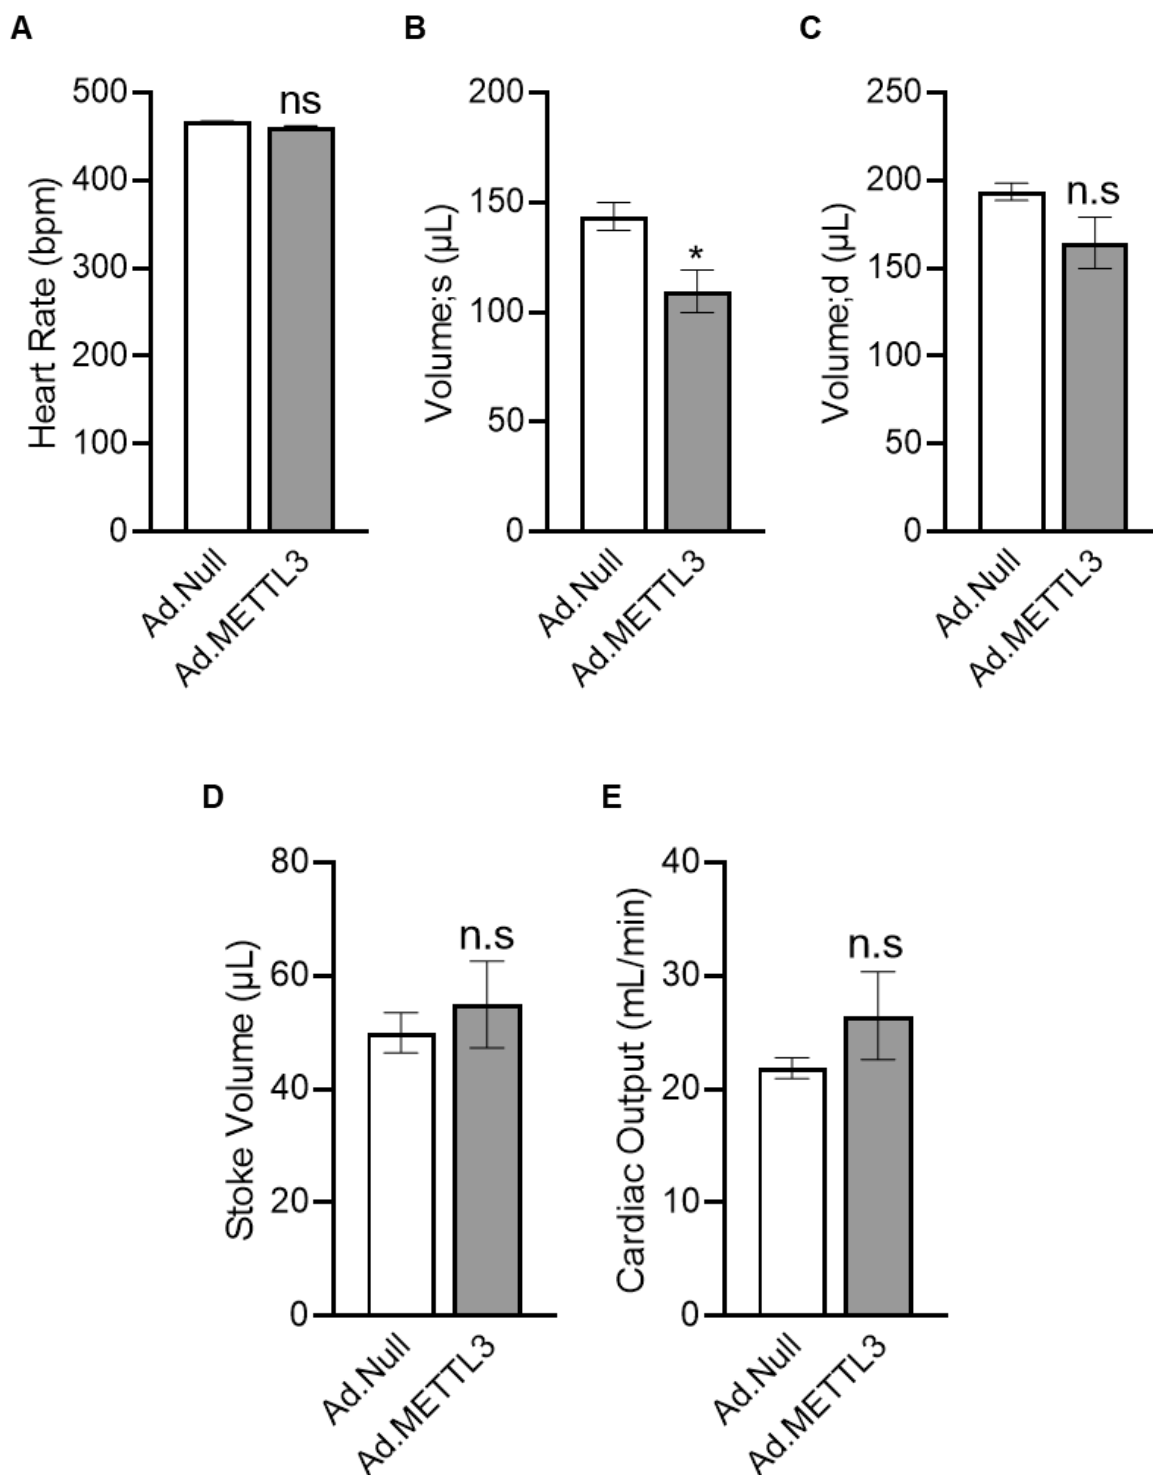 A
Heart Rate (bpm)
500
400
300
200
100
0
ns
Ad.Null
Ad.METTL3
B
Volume;s (µL)
200
150
100
50
0
*
Ad.Null
Ad.METTL3
C
Volume;d (µL)
250
200
150
100
50
0
n.s
Ad.Null
Ad.METTL3
D
Stoke Volume (µL)
80
60
40
20
0
n.s
Ad.Null
Ad.METTL3
E
Cardiac Output (mL/min)
40
30
20
10
0
n.s
Ad.Null
Ad.METTL3